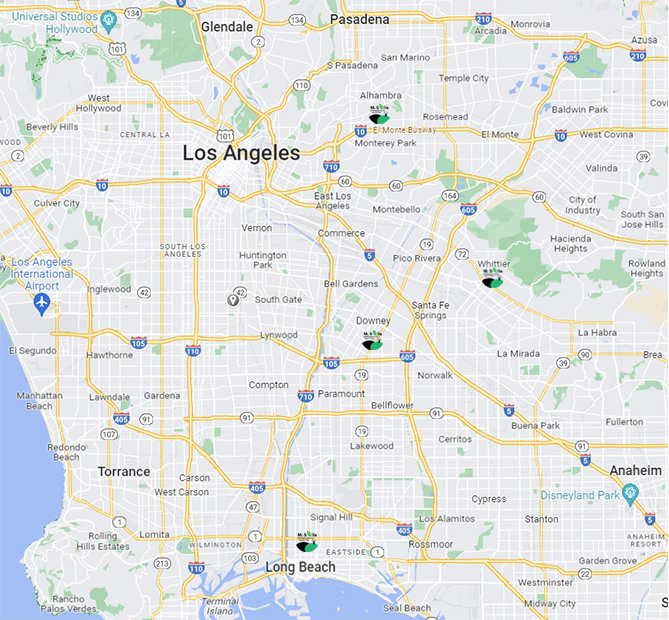 Universal Studios
Hollywood
134
5
Glendale
134
Pasadena
210
Monrovia
Arcadia
Azusa
101
2
S Pasadena
San Marino
605
210
Temple City
110
West
Hollywood
Alhambra
Baldwin Park
Covi
Beverly Hills
CENTRAL LA
101
Rosemead
10
El Monte Busway
El Monte
10
West Covina
WOOD
2
Los Angeles
Monterey Park
710
Valinda
39
10
10
10
60
60
164
60
Culver City
East Los
Angeles
Montebello
605
City of
Industry
South San
Jose Hills
Vernon
Commerce
SOUTH LOS
ANGELES
Huntington
Park
5
19
72
Hacienda
Heights
Pico Rivera
Whittier
Rowland
Heights
Los Angeles
International
Airport
Inglewood
42
42
South Gate
Bell Gardens
Santa Fe
Springs
Downey
105
Lynwood
La Habra
El Segundo
Hawthorne
110
105
605
La Mirada
39
90
Brea
19
Norwalk
Compton
Manhattan
Beach
Lawndale
Gardena
710
Paramount
Bellflower
405
91
91
5
107
19
Buena Park
Fullerton
Redondo
Beach
Lakewood
Cerritos
91
5
Torrance
Carson
Anaheim
West Carson
405
Cypress
Disneyland Park
47
1
Signal Hill
Los Alamitos
Stanton
5
Rolling
Hills Estates
Lomita
1
405
WILMINGTON
EASTSIDE
1
Rossmoor
ANAHEIM
RESORT
213
103
110
Long Beach
Garden Grove
22
Rancho
Palos Verdes
Terminal
Island
Seal Beach
Westminster
Midway City
S